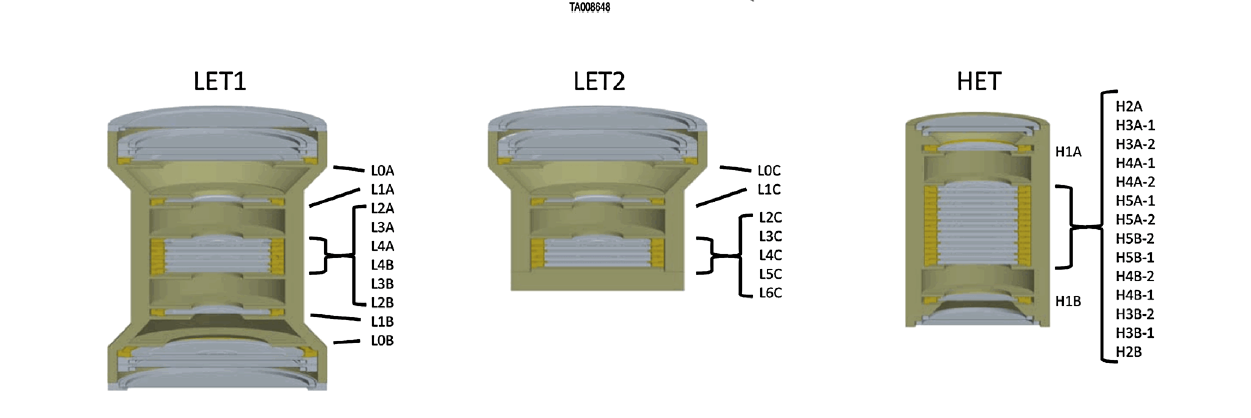 TA008648
LET1
LET2
HET
L0A
L1A
L2A
L3A
L4A
L4B
L3B
L2B
L1B
L0B
L0C
L1C
L2C
L3C
L4C
L5C
L6C
H1A
H1B
H2A
H3A-1
H3A-2
H4A-1
H4A-2
H5A-1
H5A-2
H5B-2
H5B-1
H4B-2
H4B-1
H3B-2
H3B-1
H2B